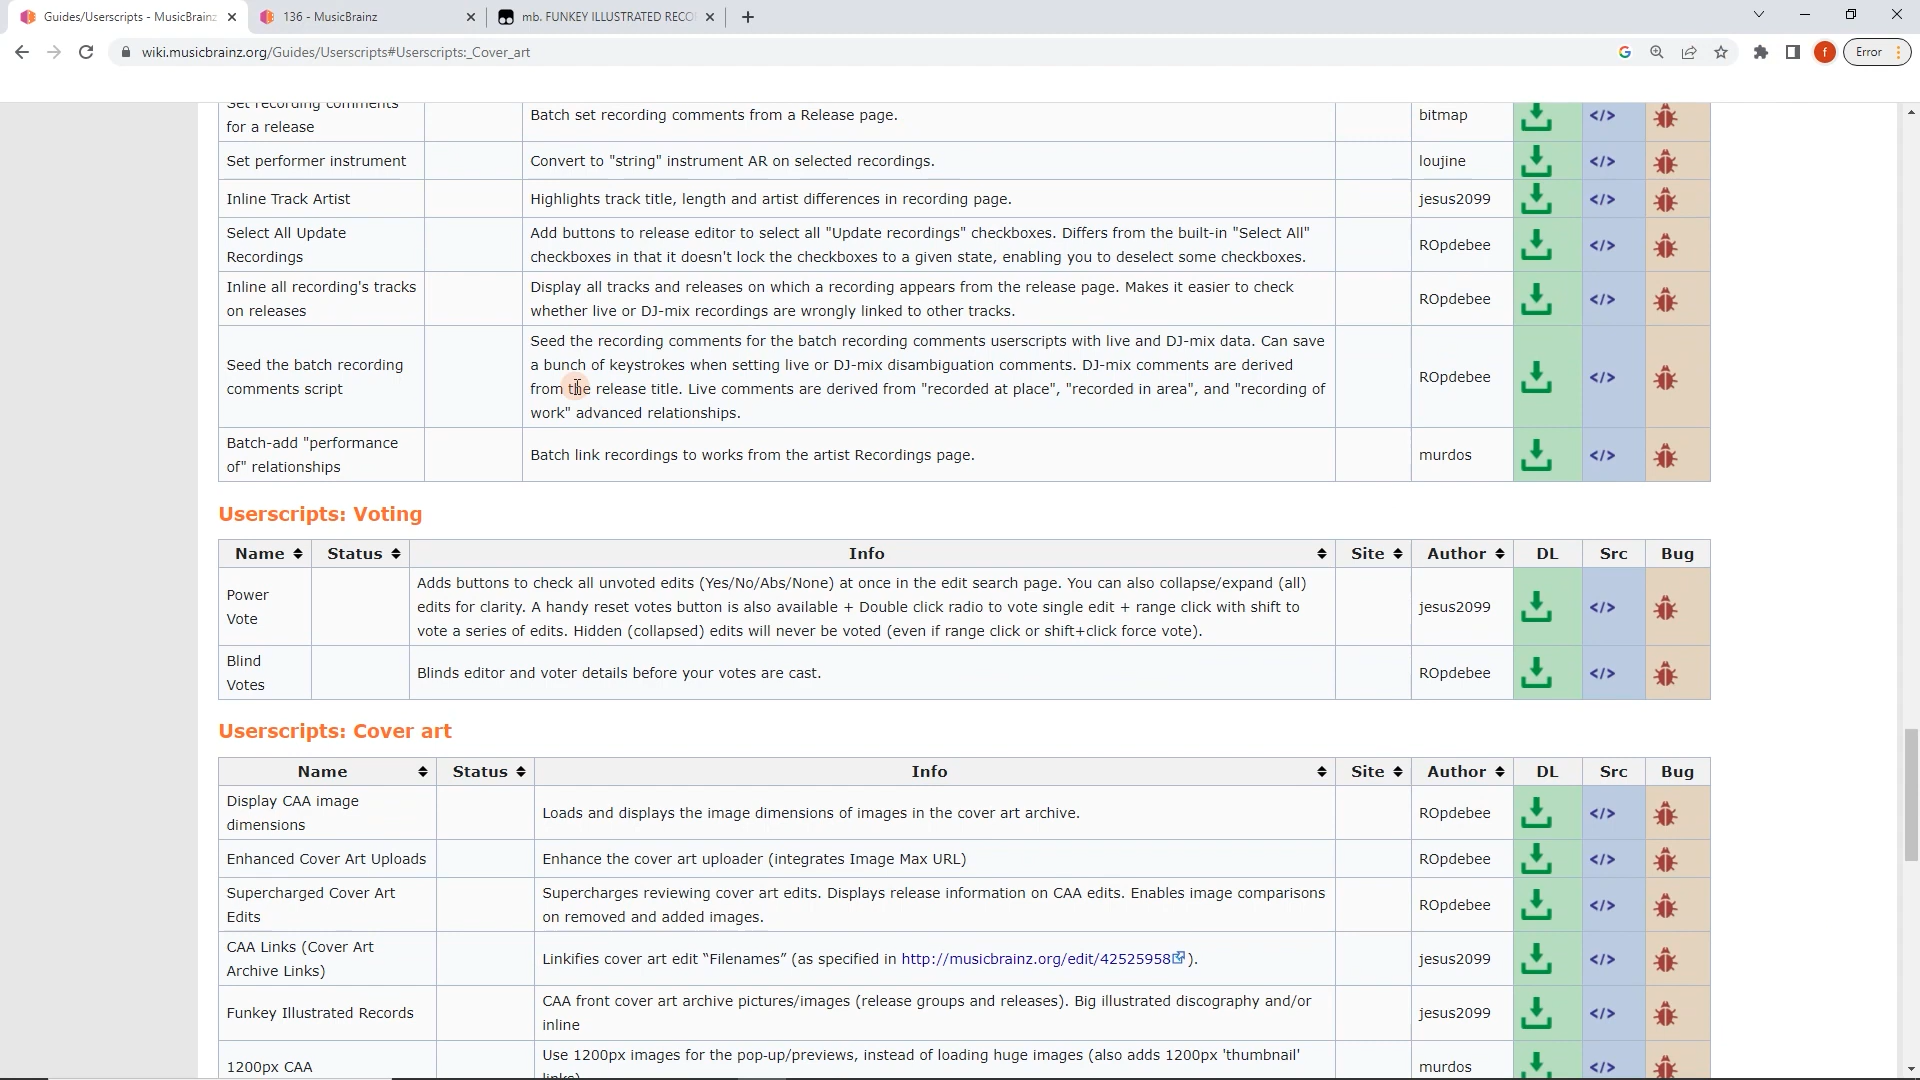 Guides/Userscripts - MusicBrainz
136 - MusicBrainz
mb. FUNKEY ILLUSTRATED RECO
wiki.musicbrainz.org/Guides/Userscripts#Userscripts:_Cover_art
f
Error
Set recording comments
for a release
Batch set recording comments from a Release page.
bitmap
</>
Set performer instrument
Convert to "string" instrument AR on selected recordings.
loujine
</>
Inline Track Artist
Highlights track title, length and artist differences in recording page.
jesus2099
</>
Select All Update
Recordings
Add buttons to release editor to select all "Update recordings" checkboxes. Differs from the built-in "Select All"
checkboxes in that it doesn't lock the checkboxes to a given state, enabling you to deselect some checkboxes.
ROpdebee
</>
Inline all recording's tracks
on releases
Display all tracks and releases on which a recording appears from the release page. Makes it easier to check
whether live or DJ-mix recordings are wrongly linked to other tracks.
ROpdebee
</>
Seed the batch recording
comments script
Seed the recording comments for the batch recording comments userscripts with live and DJ-mix data. Can save
a bunch of keystrokes when setting live or DJ-mix disambiguation comments. DJ-mix comments are derived
from the release title. Live comments are derived from "recorded at place", "recorded in area", and "recording of
work" advanced relationships.
ROpdebee
</>
Batch-add "performance
of" relationships
Batch link recordings to works from the artist Recordings page.
murdos
</>
Userscripts: Voting
Name Status Info Site Author DL Src Bug
Power
Vote
Adds buttons to check all unvoted edits (Yes/No/Abs/None) at once in the edit search page. You can also collapse/expand (all)
edits for clarity. A handy reset votes button is also available + Double click radio to vote single edit + range click with shift to
vote a series of edits. Hidden (collapsed) edits will never be voted (even if range click or shift+click force vote).
jesus2099
</>
Blind
Votes
Blinds editor and voter details before your votes are cast.
ROpdebee
</>
Userscripts: Cover art
Name Status Info Site Author DL Src Bug
Display CAA image
dimensions
Loads and displays the image dimensions of images in the cover art archive.
ROpdebee
</>
Enhanced Cover Art Uploads
Enhance the cover art uploader (integrates Image Max URL)
ROpdebee
</>
Supercharged Cover Art
Edits
Supercharges reviewing cover art edits. Displays release information on CAA edits. Enables image comparisons
on removed and added images.
ROpdebee
</>
CAA Links (Cover Art
Archive Links)
Linkifies cover art edit “Filenames” (as specified in http://musicbrainz.org/edit/42525958 ).
jesus2099
</>
Funkey Illustrated Records
CAA front cover art archive pictures/images (release groups and releases). Big illustrated discography and/or
inline
jesus2099
</>
1200px CAA
Use 1200px images for the pop-up/previews, instead of loading huge images (also adds 1200px 'thumbnail'
links)
murdos
</>